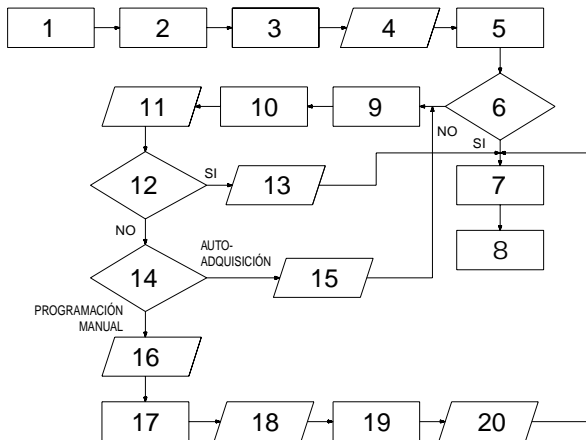 1 2 3 4 5
11 10 9 6
NO
SI
12 SI 13 7
NO
8
14 AUTO-
ADQUISICIÓN 15
PROGRAMACIÓN
MANUAL
16
17 18 19 20